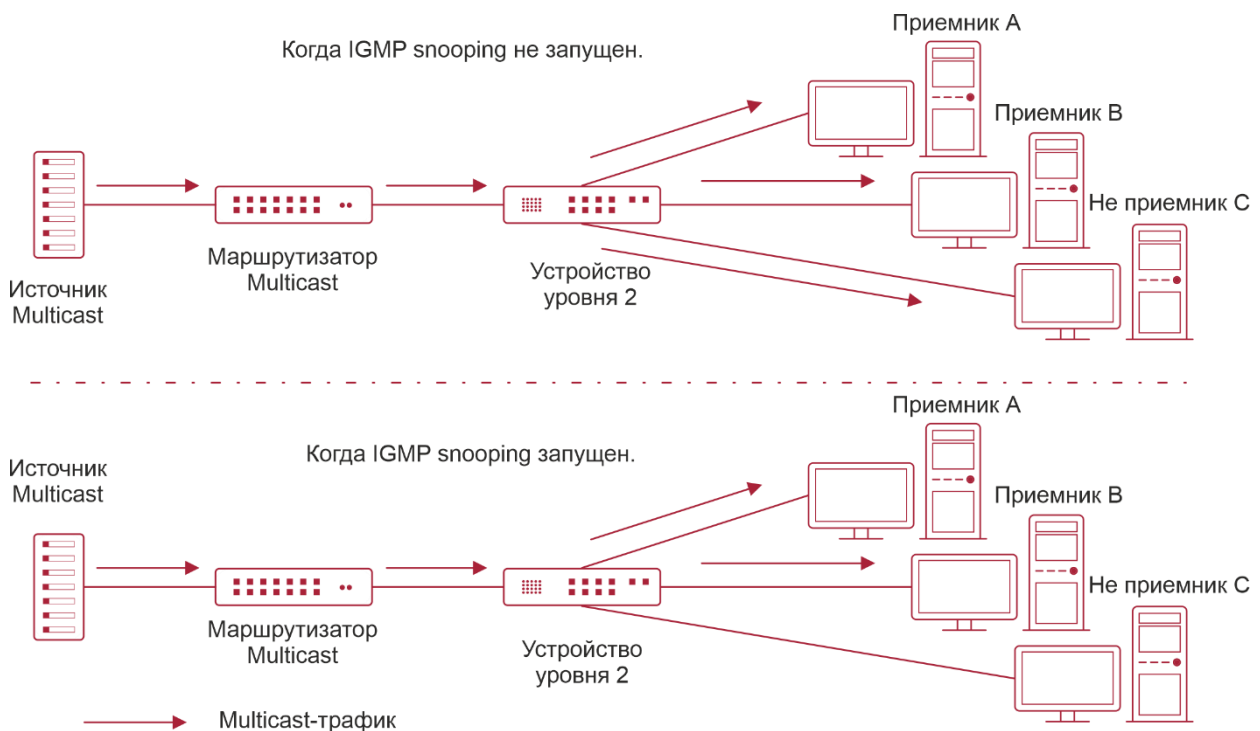 Когда IGMP snooping не запущен.
Приемник A
Приемник B
Не приемник C
Источник
Multicast
Маршрутизатор
Multicast
Устройство
уровня 2
Когда IGMP snooping запущен.
Приемник A
Приемник B
Не приемник C
Источник
Multicast
Маршрутизатор
Multicast
Устройство
уровня 2
Multicast-трафик